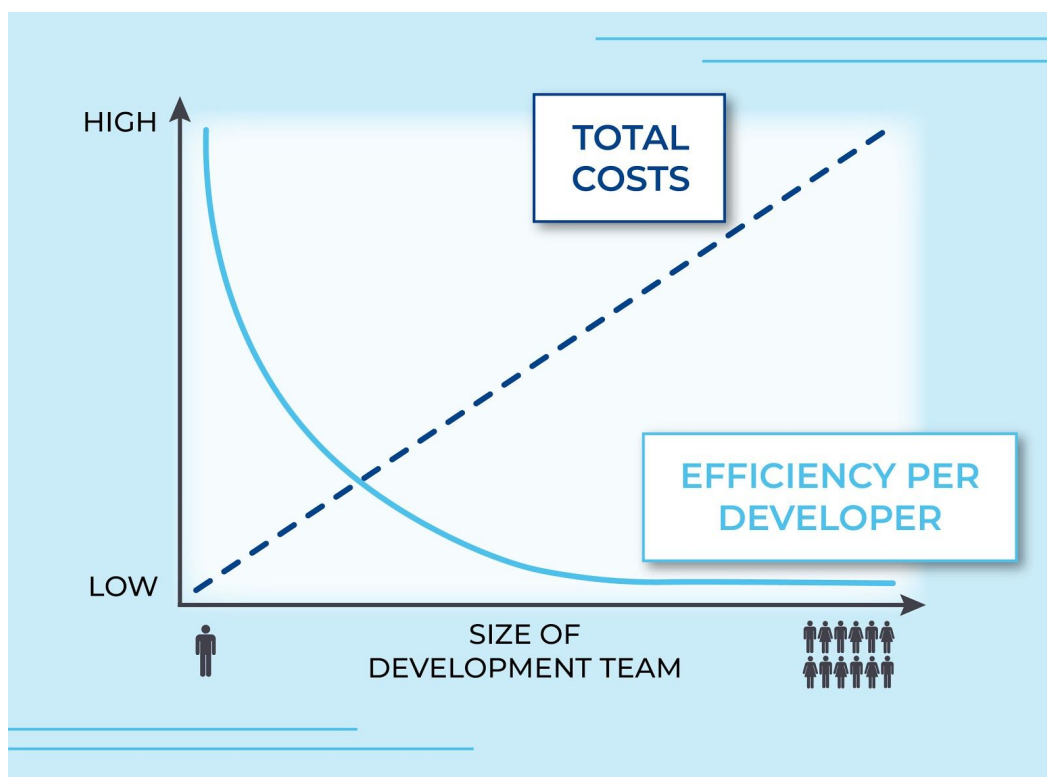 HIGH
TOTAL
COSTS
EFFICIENCY PER
DEVELOPER
LOW
SIZE OF
DEVELOPMENT TEAM